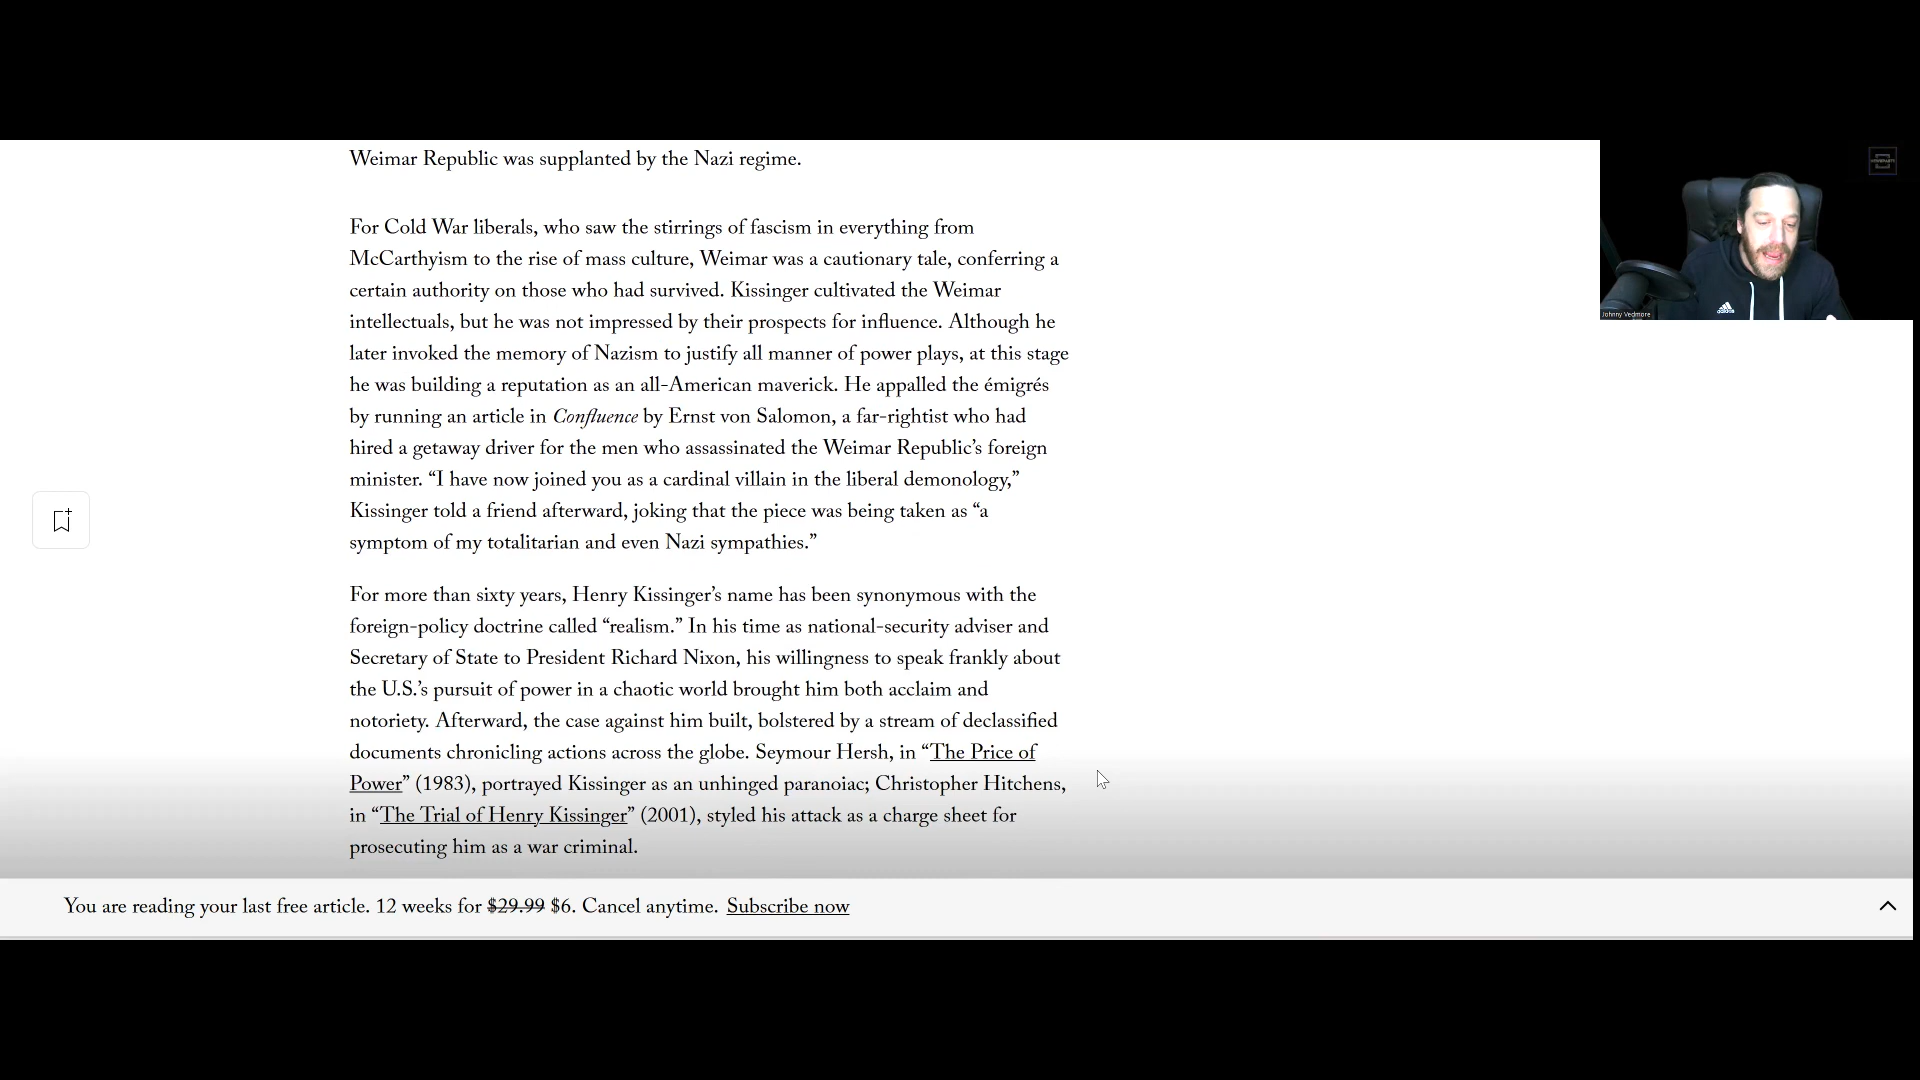 Weimar Republic was supplanted by the Nazi regime.
For Cold War liberals, who saw the stirrings of fascism in everything from
McCarthyism to the rise of mass culture, Weimar was a cautionary tale, conferring a
certain authority on those who had survived. Kissinger cultivated the Weimar
intellectuals, but he was not impressed by their prospects for influence. Although he
later invoked the memory of Nazism to justify all manner of power plays, at this stage
he was building a reputation as an all-American maverick. He appalled the émigrés
by running an article in Confluence by Ernst von Salomon, a far-rightist who had
hired a getaway driver for the men who assassinated the Weimar Republic’s foreign
minister. “I have now joined you as a cardinal villain in the liberal demonology,”
Kissinger told a friend afterward, joking that the piece was being taken as “a
symptom of my totalitarian and even Nazi sympathies.”
For more than sixty years, Henry Kissinger’s name has been synonymous with the
foreign-policy doctrine called “realism.” In his time as national-security adviser and
Secretary of State to President Richard Nixon, his willingness to speak frankly about
the U.S.’s pursuit of power in a chaotic world brought him both acclaim and
notoriety. Afterward, the case against him built, bolstered by a stream of declassified
documents chronicling actions across the globe. Seymour Hersh, in “The Price of
Power” (1983), portrayed Kissinger as an unhinged paranoiac; Christopher Hitchens,
in “The Trial of Henry Kissinger” (2001), styled his attack as a charge sheet for
prosecuting him as a war criminal.
You are reading your last free article. 12 weeks for $29.99 $6. Cancel anytime. Subscribe now
adidas
Johnny Vedmore